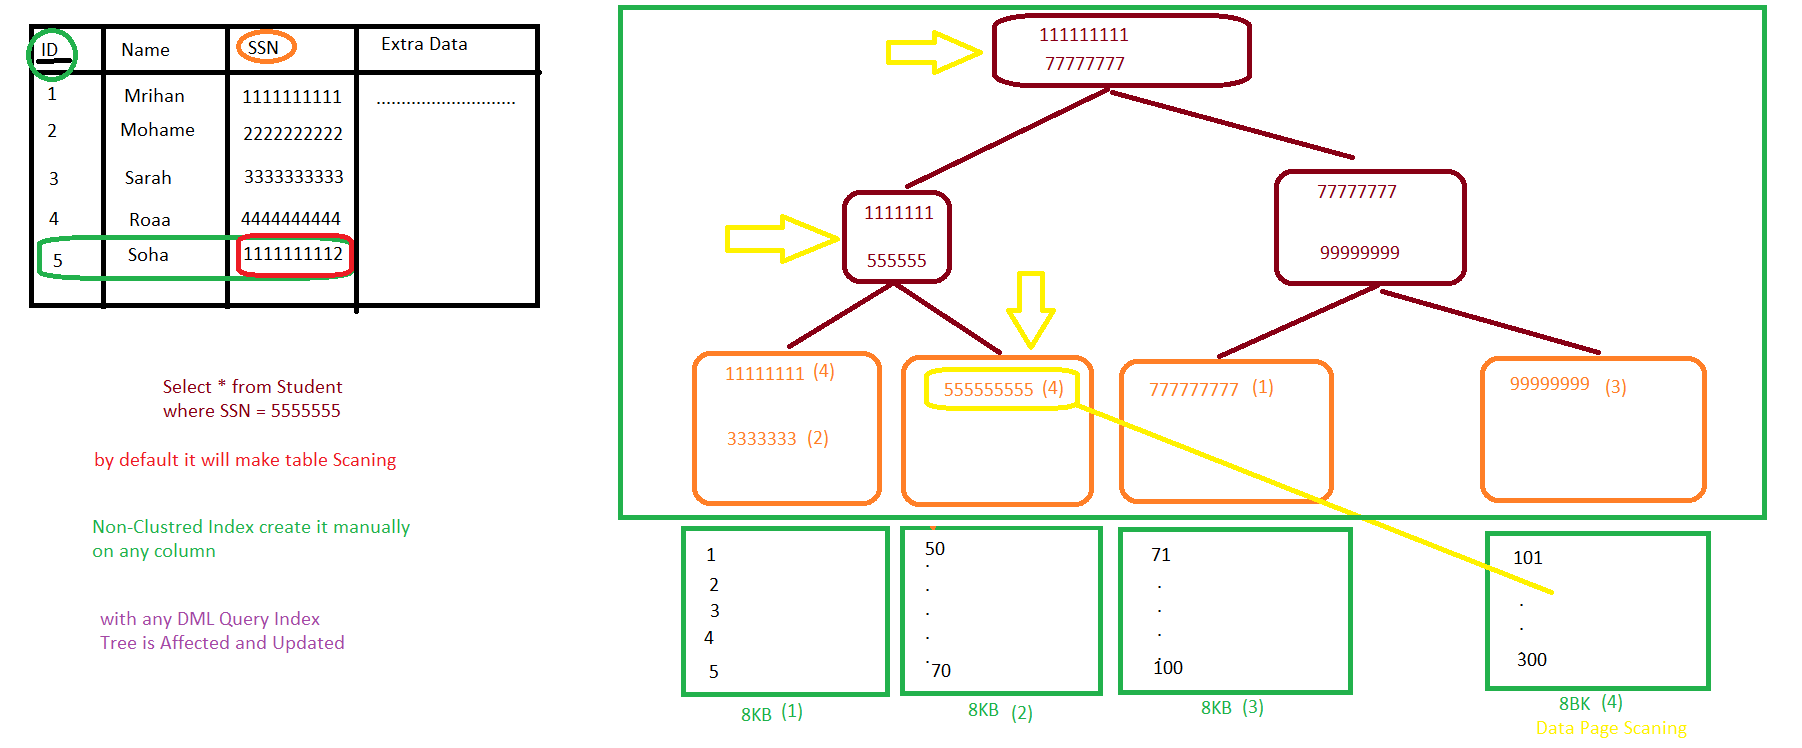 ID Name SSN Extra Data
1 Mrihan 1111111111 ............................
2 Mohame 2222222222
3 Sarah 3333333333
4 Roaa 4444444444
5 Soha 1111111112
Select * from Student
where SSN = 5555555
by default it will make table Scaning
Non-Clustred Index create it manually
on any column
with any DML Query Index
Tree is Affected and Updated
111111111
77777777
1111111
555555
77777777
99999999
11111111 (4)
3333333 (2)
555555555 (4)
777777777 (1)
99999999 (3)
1
2
3
4
5
8KB (1)
50
.
.
.
.
.
70
8KB (2)
71
.
.
.
.
100
8KB (3)
101
.
.
300
8BK (4)
Data Page Scaning